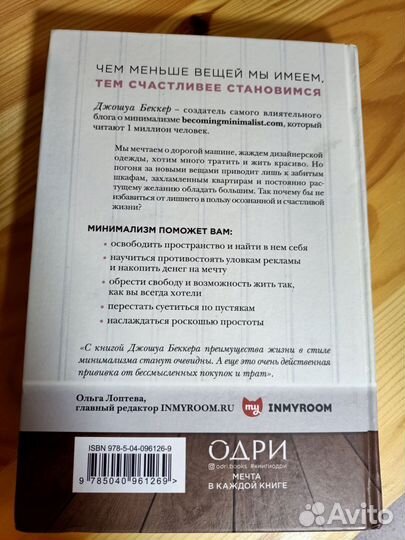 ЧЕМ МЕНЬШЕ ВЕЩЕЙ МЫ ИМЕЕМ,
ТЕМ СЧАСТЛИВЕЕ СТАНОВИМСЯ
Джошуа Беккер – создатель самого влиятельного
блога о минимализме becomingminimalist.com, который
читают 1 миллион человек.
Мы мечтаем о дорогой машине, жаждем дизайнерской
одежды, хотим много тратить и жить красиво. Но
погоня за новыми вещами приводит лишь к забитым
шкафам, захламленным квартирам и постоянно рас-
тущему желанию обладать большим. Так почему бы не
избавиться от лишнего в пользу осознанной и счастливой
жизни?
МИНИМАЛИЗМ ПОМОЖЕТ ВАМ:
• освободить пространство и найти в нем себя
• научиться противостоять уловкам рекламы
и накопить денег на мечту
• обрести свободу и возможность жить так,
как вы всегда хотели
• перестать суетиться по пустякам
• наслаждаться роскошью простоты
«С книгой Джошуа Беккера преимущества жизни в стиле
минимализма станут очевидны. А еще это очень действенная
прививка от бессмысленных покупок и трат».
Ольга Лоптева,
главный редактор INMYROOM.RU
my INMYROOM
ISBN 978-5-04-096126-9
9 785040 961269 >
ОДРИ
odri.books #книгиодри
МЕЧТА
В КАЖДОЙ КНИГЕ
Avito